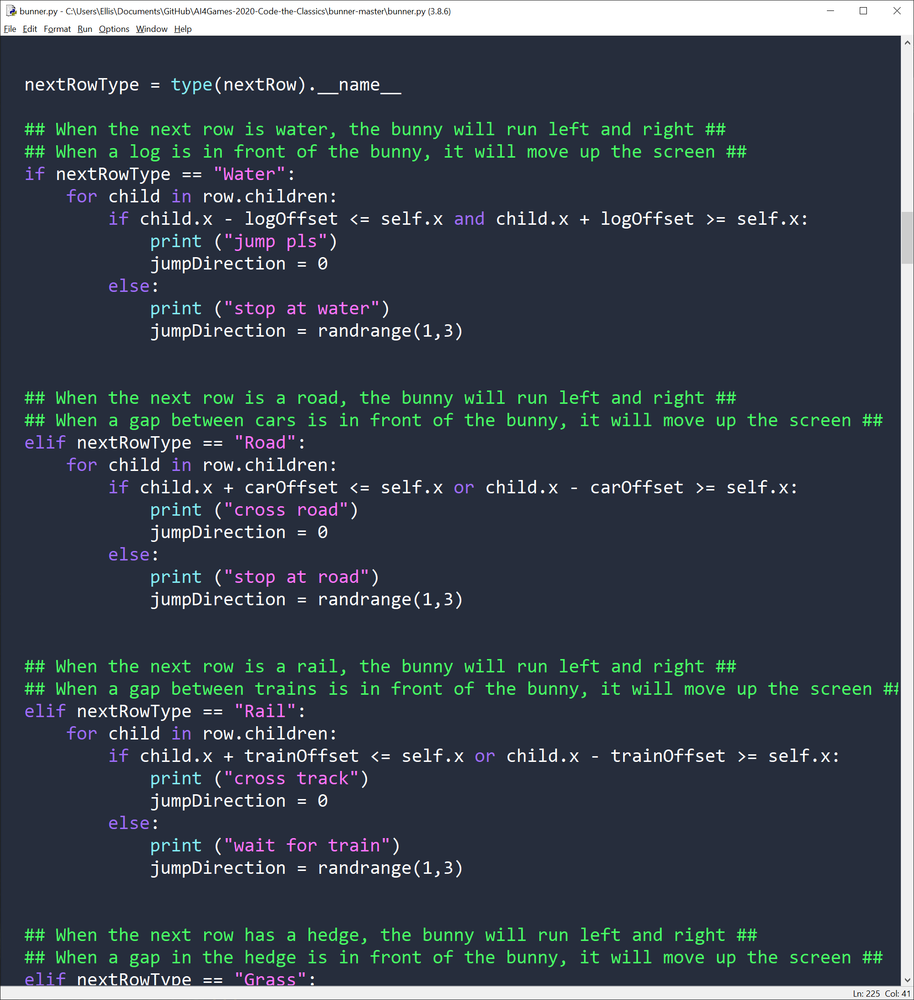 bunner.py - C:\Users\Ellis\Documents\GitHub\AI4Games-2020-Code-the-Classics\bunner-master\bunner.py (3.8.6)
File Edit Format Run Options Window Help
nextRowType = type(nextRow).__name__
## When the next row is water, the bunny will run left and right ##
## When a log is in front of the bunny, it will move up the screen ##
if nextRowType == "Water":
    for child in row.children:
        if child.x - logOffset <= self.x and child.x + logOffset >= self.x:
            print ("jump pls")
            jumpDirection = 0
        else:
            print ("stop at water")
            jumpDirection = randrange(1,3)
## When the next row is a road, the bunny will run left and right ##
## When a gap between cars is in front of the bunny, it will move up the screen ##
elif nextRowType == "Road":
    for child in row.children:
        if child.x + carOffset <= self.x or child.x - carOffset >= self.x:
            print ("cross road")
            jumpDirection = 0
        else:
            print ("stop at road")
            jumpDirection = randrange(1,3)
## When the next row is a rail, the bunny will run left and right ##
## When a gap between trains is in front of the bunny, it will move up the screen ##
elif nextRowType == "Rail":
    for child in row.children:
        if child.x + trainOffset <= self.x or child.x - trainOffset >= self.x:
            print ("cross track")
            jumpDirection = 0
        else:
            print ("wait for train")
            jumpDirection = randrange(1,3)
## When the next row has a hedge, the bunny will run left and right ##
## When a gap in the hedge is in front of the bunny, it will move up the screen ##
elif nextRowType == "Grass":
Ln: 225 Col: 41